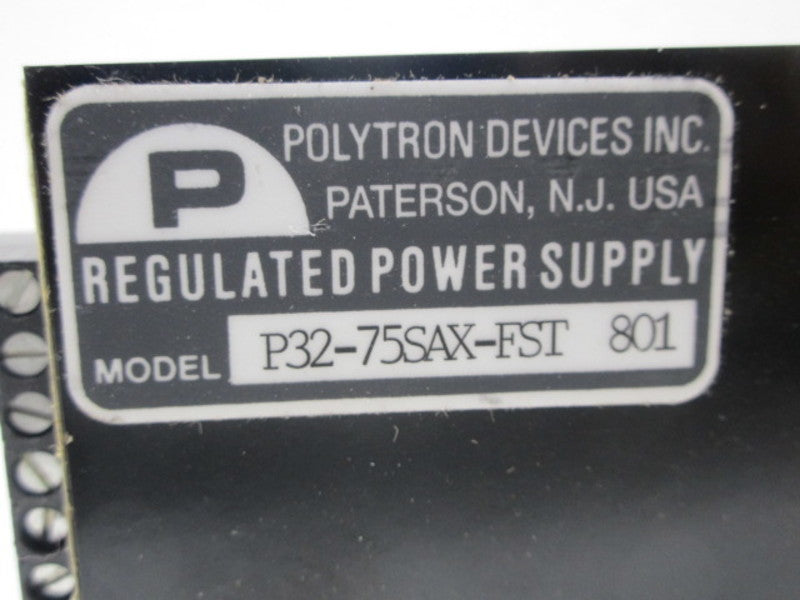 P
POLYTRON DEVICES INC.
PATERSON, N.J. USA
REGULATED POWER SUPPLY
MODEL P32-75SAX-FST 801